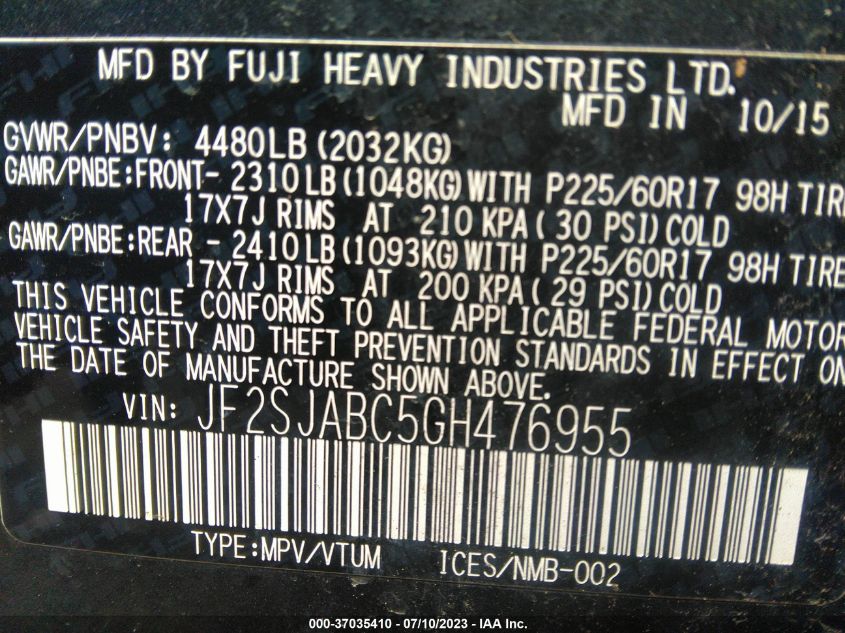 MFD BY FUJI HEAVY INDUSTRIES LTD.
MFD IN 10/15
GVWR/PNBV: 4480LB (2032KG)
GAWR/PNBE:FRONT- 2310LB(1048KG)WITH P225/60R17 98H TIRE
17X7J RIMS AT 210 KPA( 30 PSI)COLD
GAWR/PNBE:REAR - 2410LB(1093KG)WITH P225/60R17 98H TIRE
17X7J RIMS AT 200 KPA( 29 PSI)COLD
THIS VEHICLE CONFORMS TO ALL APPLICABLE FEDERAL MOTOR
VEHICLE SAFETY AND THEFT PREVENTION STANDARDS IN EFFECT ON
THE DATE OF MANUFACTURE SHOWN ABOVE.
VIN: JF2SJABC5GH476955
TYPE:MPV/VTUM ICES/NMB-002
000-37035410 - 07/10/2023 - IAA Inc.